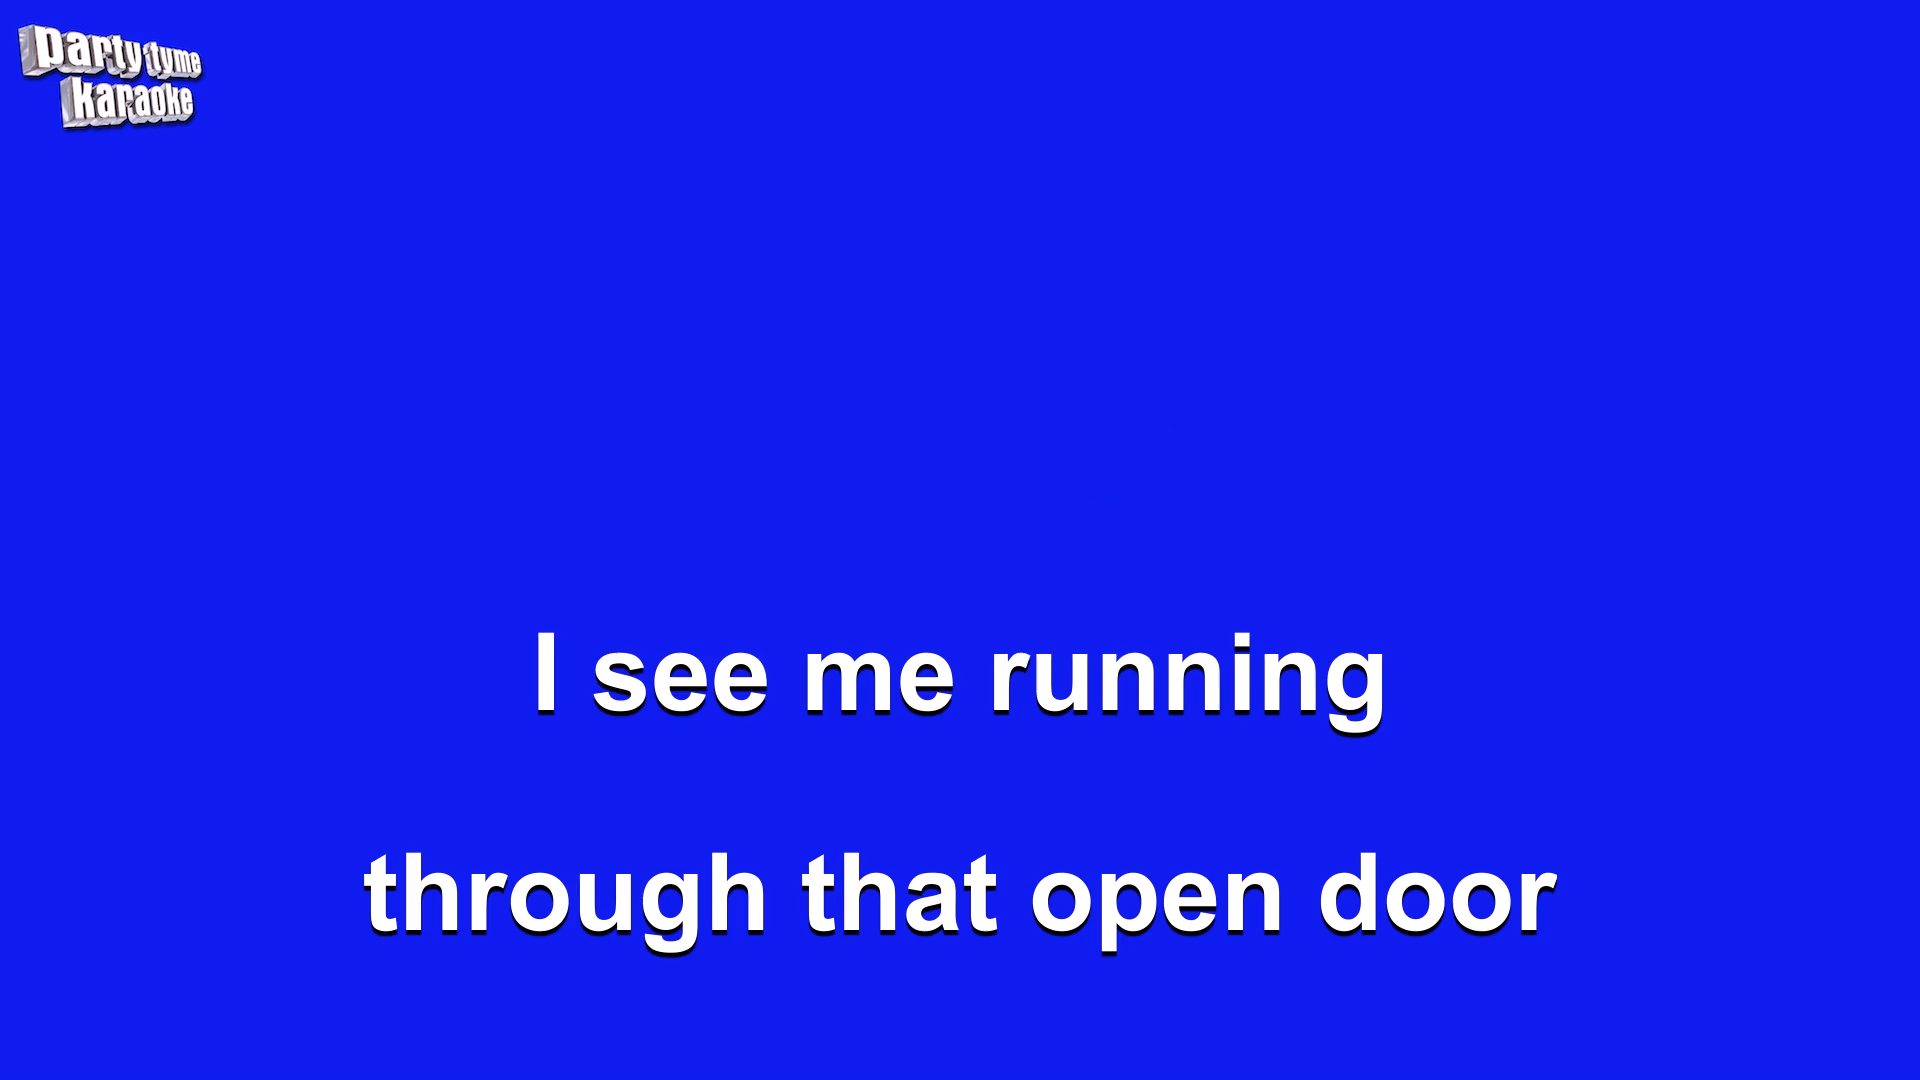 party tyme
karaoke
I see me running
through that open door